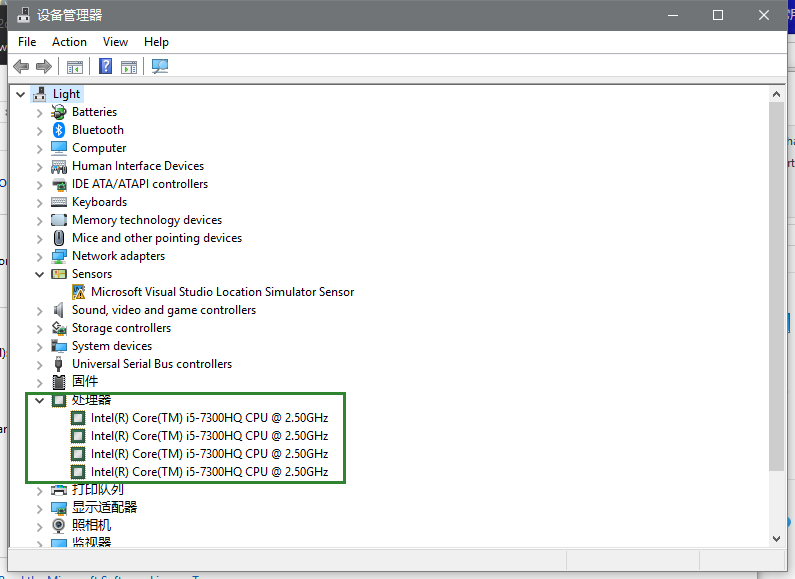 设备管理器
File Action View Help
Light
Batteries
Bluetooth
Computer
Human Interface Devices
IDE ATA/ATAPI controllers
Keyboards
Memory technology devices
Mice and other pointing devices
Network adapters
Sensors
Microsoft Visual Studio Location Simulator Sensor
Sound, video and game controllers
Storage controllers
System devices
Universal Serial Bus controllers
固件
处理器
Intel(R) Core(TM) i5-7300HQ CPU @ 2.50GHz
Intel(R) Core(TM) i5-7300HQ CPU @ 2.50GHz
Intel(R) Core(TM) i5-7300HQ CPU @ 2.50GHz
Intel(R) Core(TM) i5-7300HQ CPU @ 2.50GHz
打印队列
显示适配器
照相机
监视器